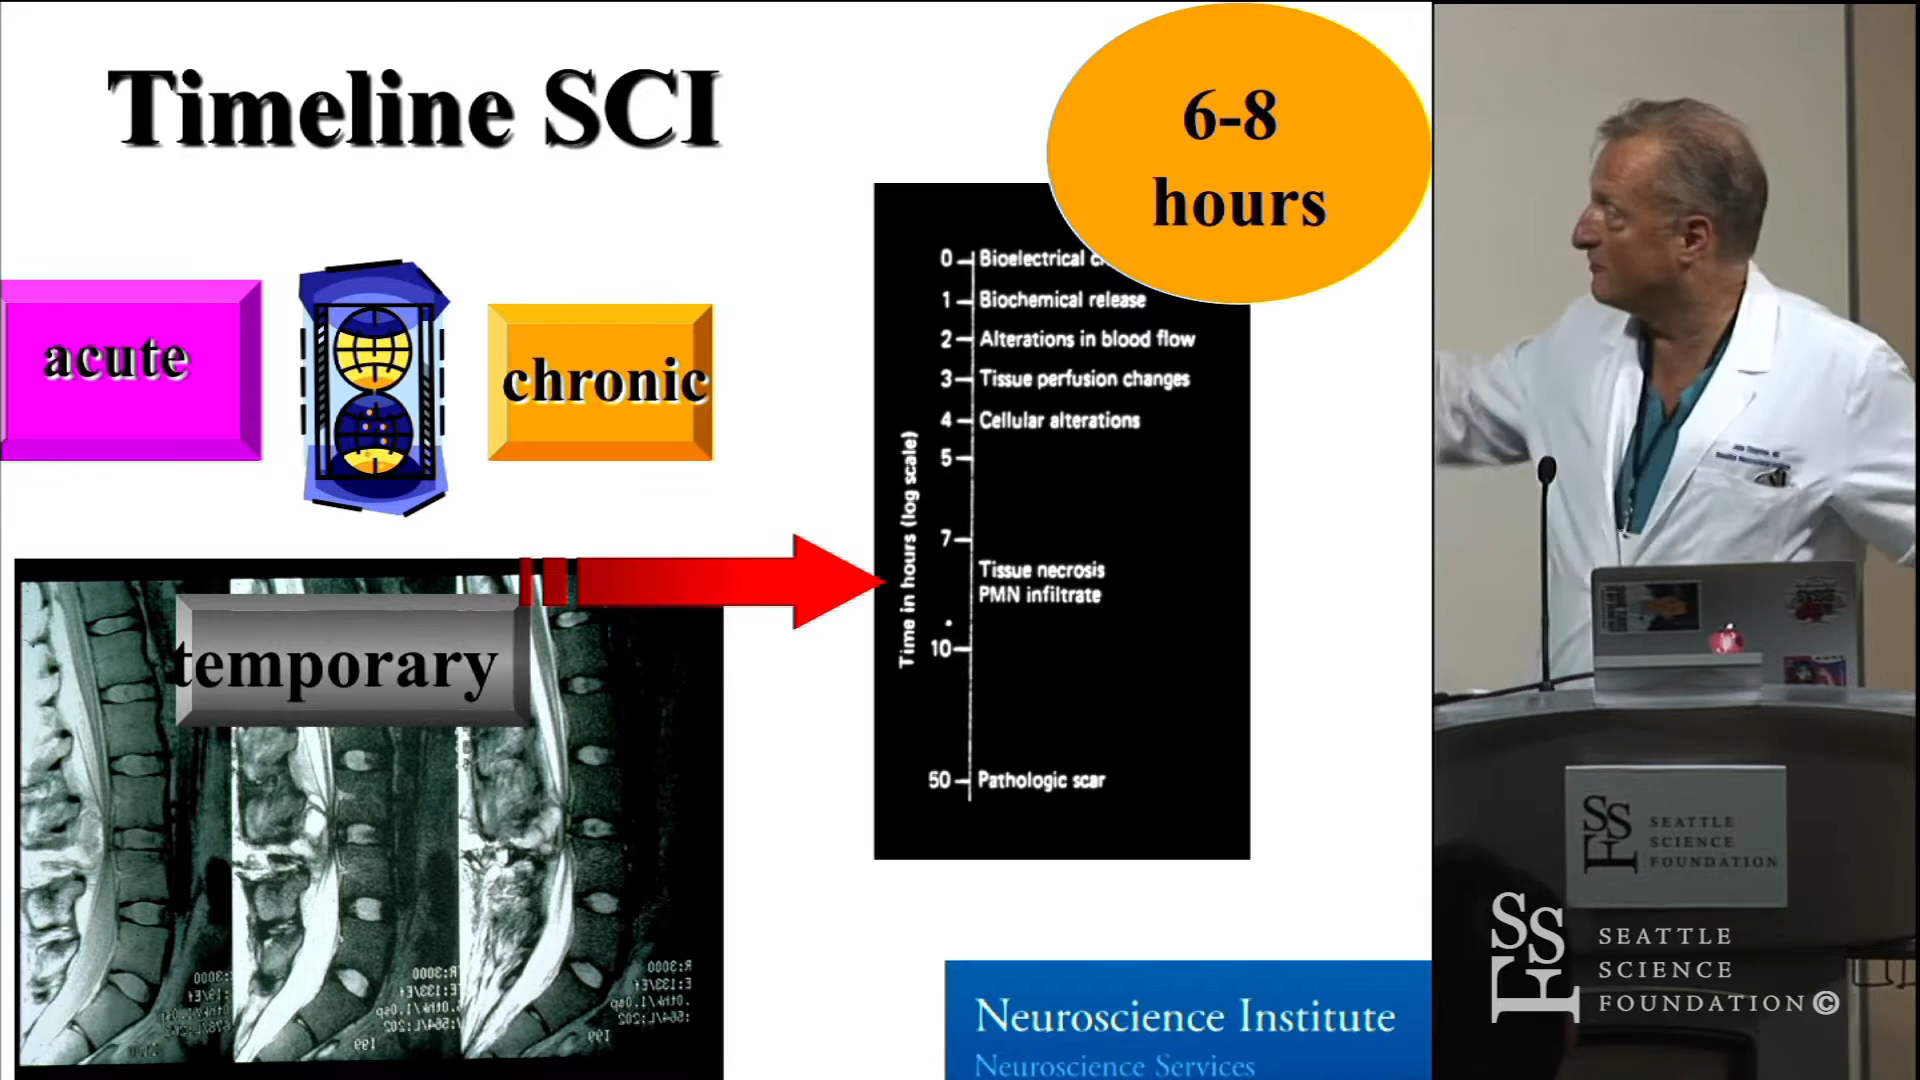 Timeline SCI
6-8
hours
acute
chronic
temporary
Time in hours (log scale)
0 Bioelectrical
1 Biochemical release
2 Alterations in blood flow
3 Tissue perfusion changes
4 Cellular alterations
5
7
Tissue necrosis
PMN infiltrate
10
50 Pathologic scar
Neuroscience Institute
Neuroscience Services
SSF
SEATTLE
SCIENCE
FOUNDATION
SSF
SEATTLE
SCIENCE
FOUNDATION©